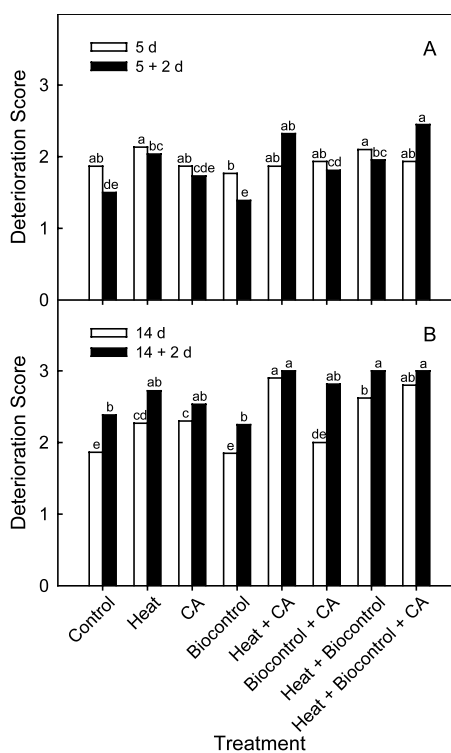 A
5 d
5 + 2 d
Deterioration Score
3
2
1
0
ab
de
a
bc
ab
cde
b
e
ab
ab
ab
cd
a
bc
ab
a
B
14 d
14 + 2 d
Deterioration Score
3
2
1
0
e
b
cd
ab
c
ab
e
b
a
a
de
ab
b
a
ab
a
Control
Heat
CA
Biocontrol
Heat + CA
Biocontrol + CA
Heat + Biocontrol
Heat + Biocontrol + CA
Treatment